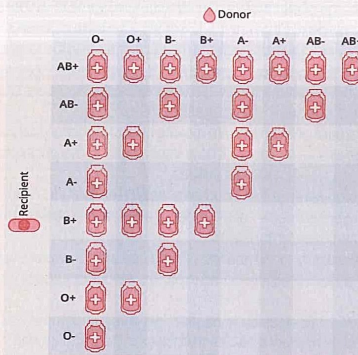 Donor
O- O+ B- B+ A- A+ AB- AB+
AB+
AB-
A+
A-
B+
B-
O+
O-
Recipient